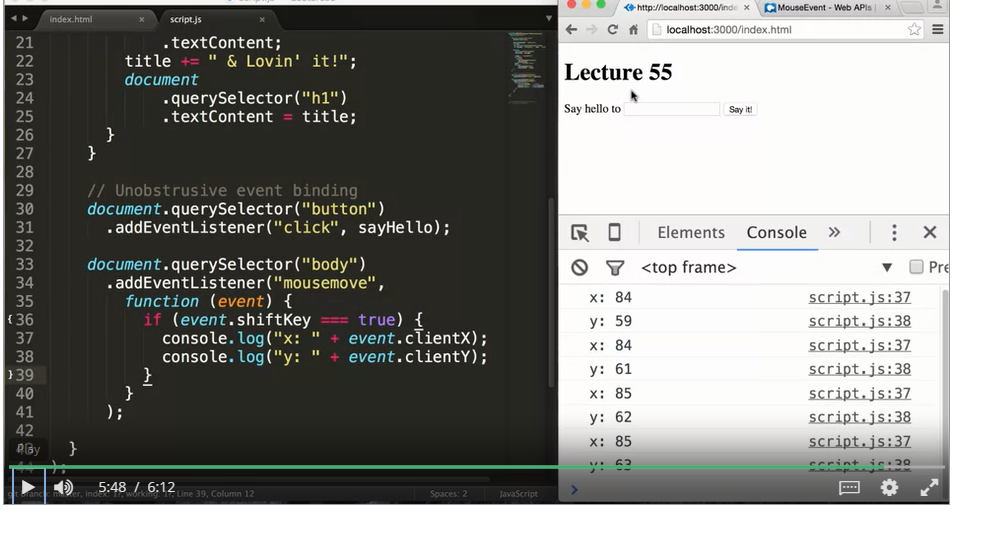 index.html × script.js ×
21 .textContent;
22 title += " & Lovin' it!";
23 document
24 .querySelector("h1")
25 .textContent = title;
26 }
27 }
28
29 // Unobstrusive event binding
30 document.querySelector("button")
31 .addEventListener("click", sayHello);
32
33 document.querySelector("body")
34 .addEventListener("mousemove",
35 function (event) {
36 if (event.shiftKey === true) {
37 console.log("x: " + event.clientX);
38 console.log("y: " + event.clientY);
39 }
40 }
41 );
42
}
);
Line 39, Column 12 Spaces: 2 JavaScript
5:48 / 6:12
http://localhost:3000/inde × MouseEvent - Web APIs | ×
localhost:3000/index.html
Lecture 55
Say hello to Say it!
Elements Console »
<top frame> ▼ Pre
x: 84 script.js:37
y: 59 script.js:38
x: 84 script.js:37
y: 61 script.js:38
x: 85 script.js:37
y: 62 script.js:38
x: 85 script.js:37
y: 63 script.js:38
>